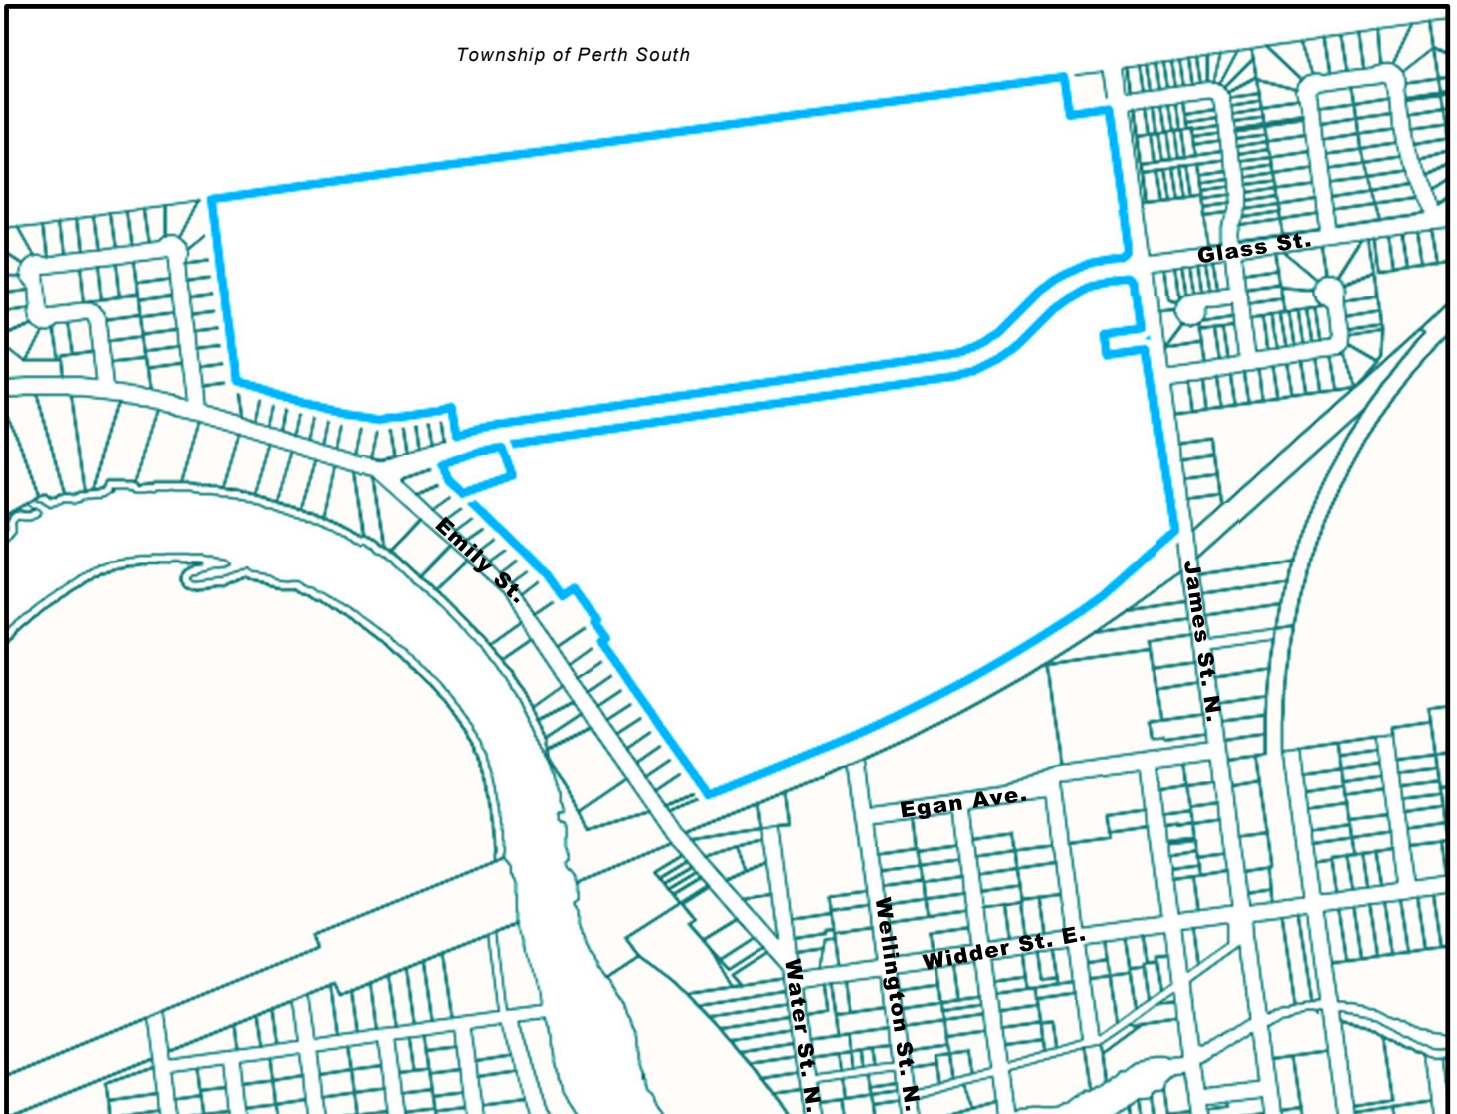 Township of Perth South
Glass St.
Emily St.
James St. N.
Egan Ave.
Wellington St. N.
Widder St. E.
Water St. N.